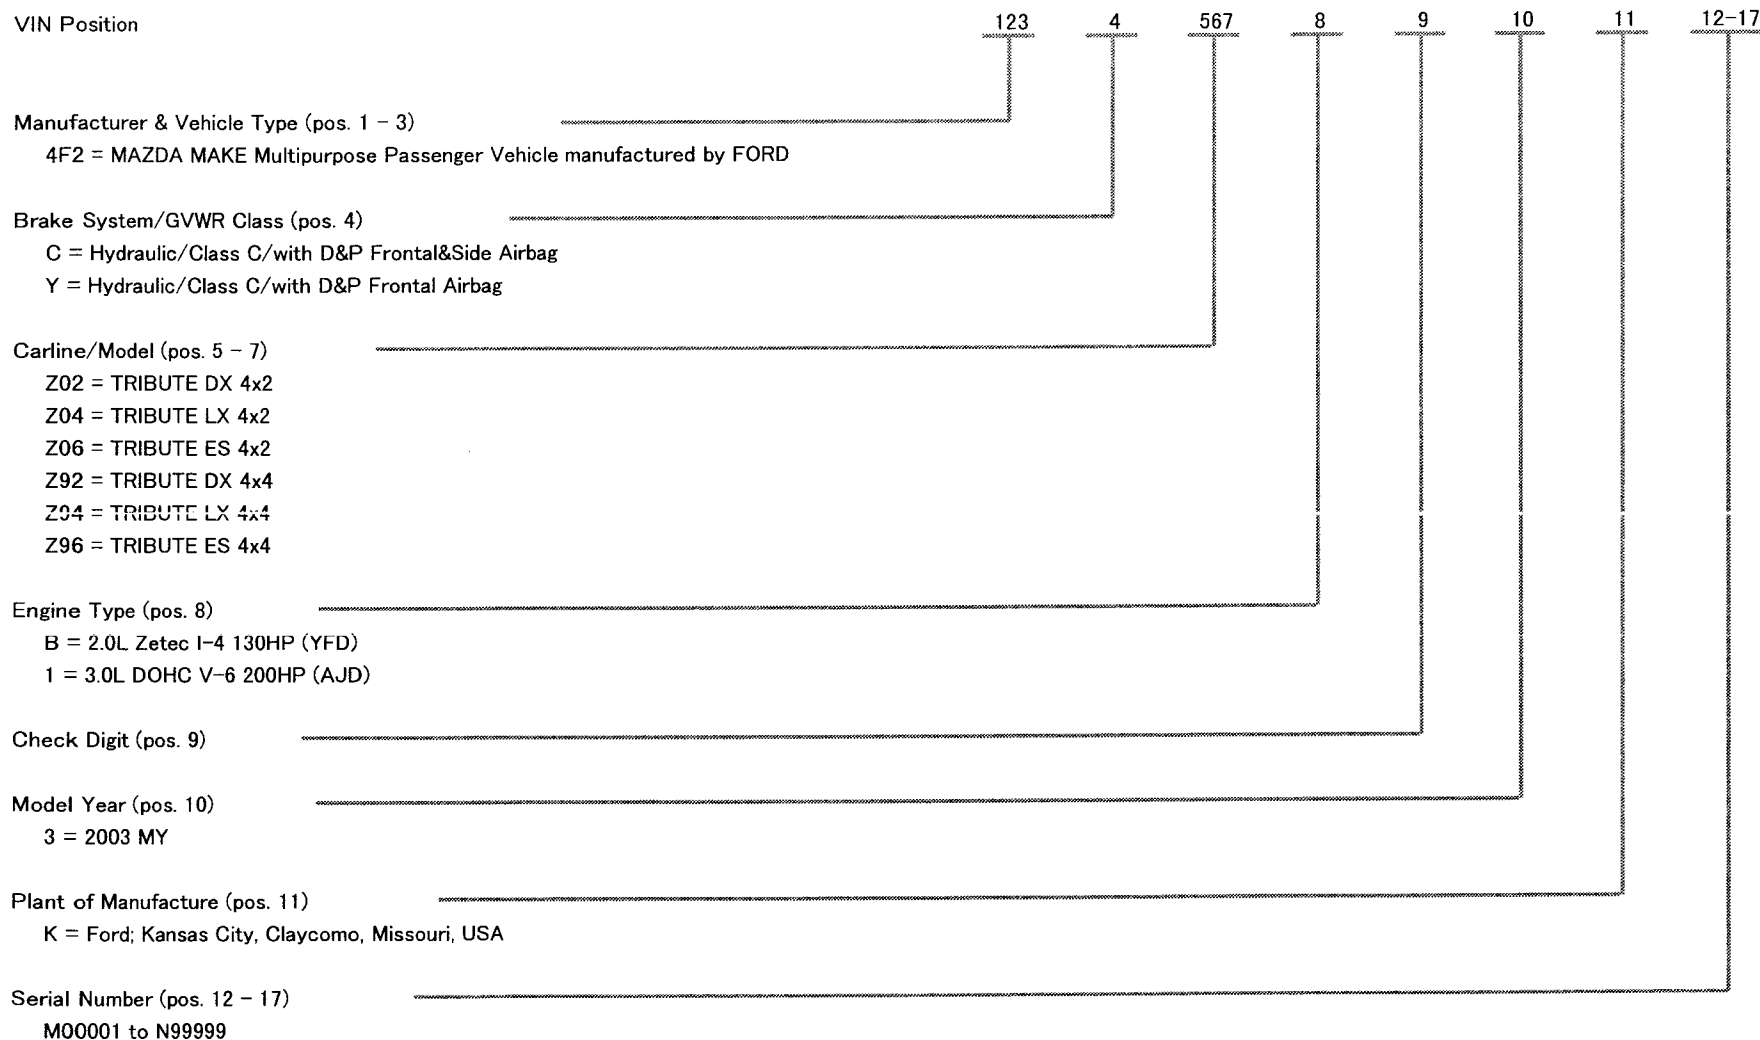 VIN Position 123 4 567 8 9 10 11 12-17
Manufacturer & Vehicle Type (pos. 1 - 3)
4F2 = MAZDA MAKE Multipurpose Passenger Vehicle manufactured by FORD
Brake System/GVWR Class (pos. 4)
C = Hydraulic/Class C/with D&P Frontal&Side Airbag
Y = Hydraulic/Class C/with D&P Frontal Airbag
Carline/Model (pos. 5 - 7)
Z02 = TRIBUTE DX 4x2
Z04 = TRIBUTE LX 4x2
Z06 = TRIBUTE ES 4x2
Z92 = TRIBUTE DX 4x4
Z94 = TRIBUTE LX 4x4
Z96 = TRIBUTE ES 4x4
Engine Type (pos. 8)
B = 2.0L Zetec I-4 130HP (YFD)
1 = 3.0L DOHC V-6 200HP (AJD)
Check Digit (pos. 9)
Model Year (pos. 10)
3 = 2003 MY
Plant of Manufacture (pos. 11)
K = Ford; Kansas City, Claycomo, Missouri, USA
Serial Number (pos. 12 - 17)
M00001 to N99999